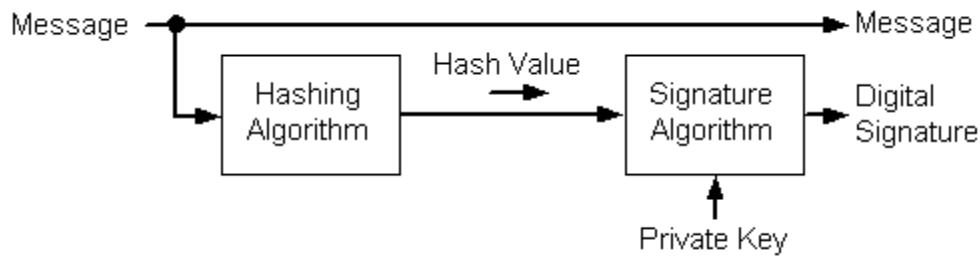 Message
Message
Hash Value
Hashing
Algorithm
Signature
Algorithm
Digital
Signature
Private Key